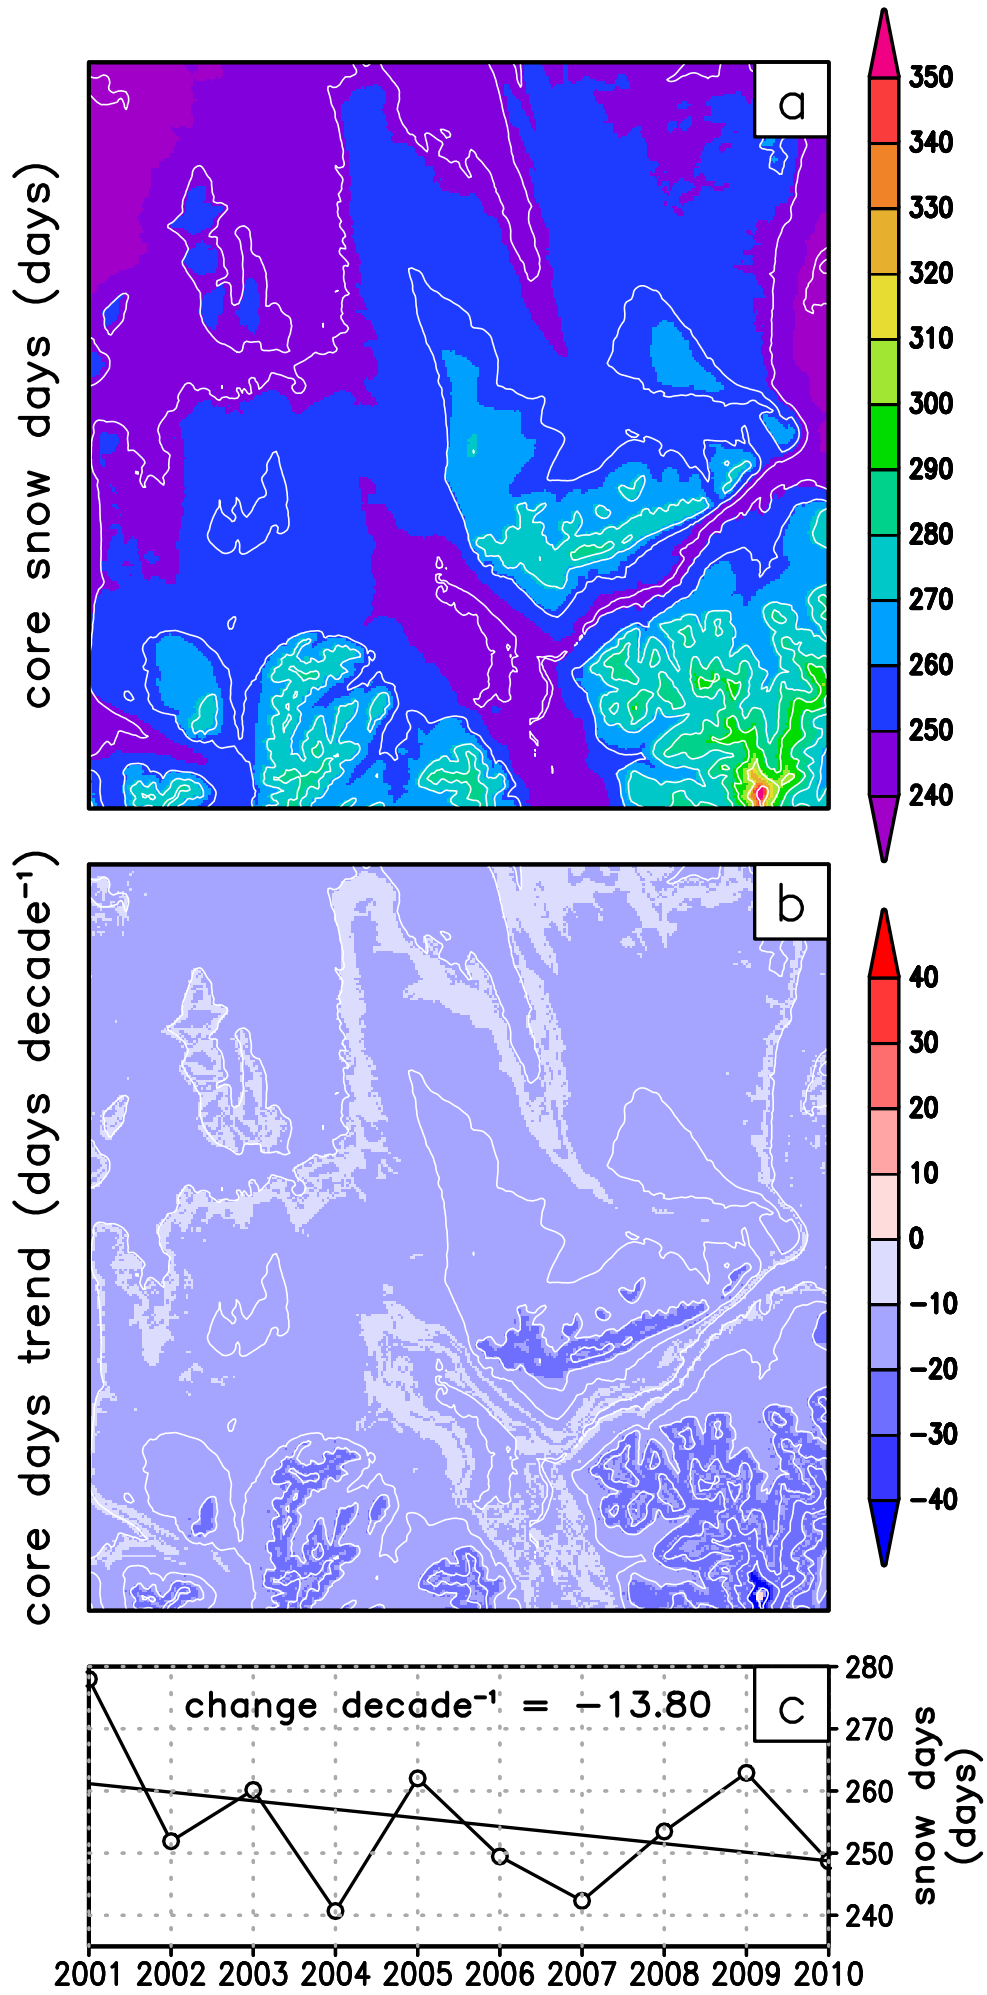 a
core snow days (days)
350
340
330
320
310
300
290
280
270
260
250
240
b
core days trend (days decade⁻¹)
40
30
20
10
0
−10
−20
−30
−40
c
change decade⁻¹ = −13.80
280
270
260
250
240
snow days
(days)
2001 2002 2003 2004 2005 2006 2007 2008 2009 2010